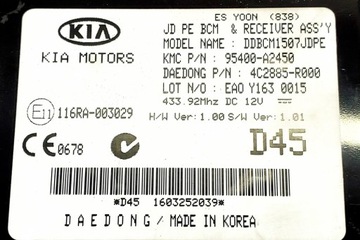 ES YOON (838)
KIA
JD PE BCM & RECEIVER ASS'Y
MODEL NAME : DDBCM1507JDPE
KIA MOTORS
KMC P/N : 95400-A2450
DAEDONG P/N : 4C2885-R000
LOT N/O : EAO Y163 0015
433.92Mhz DC 12V
E11 116RA-003029
H/W Ver:1.00 S/W Ver:1.01
CE 0678 N D45
*D45 1603252039*
DAEDONG / MADE IN KOREA